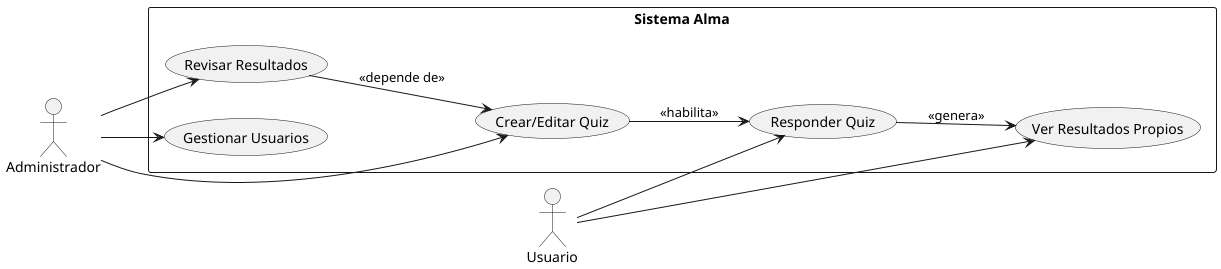 Sistema Alma
Revisar Resultados
«depende de»
Gestionar Usuarios
Crear/Editar Quiz
«habilita»
Responder Quiz
«genera»
Ver Resultados Propios
Administrador
Usuario